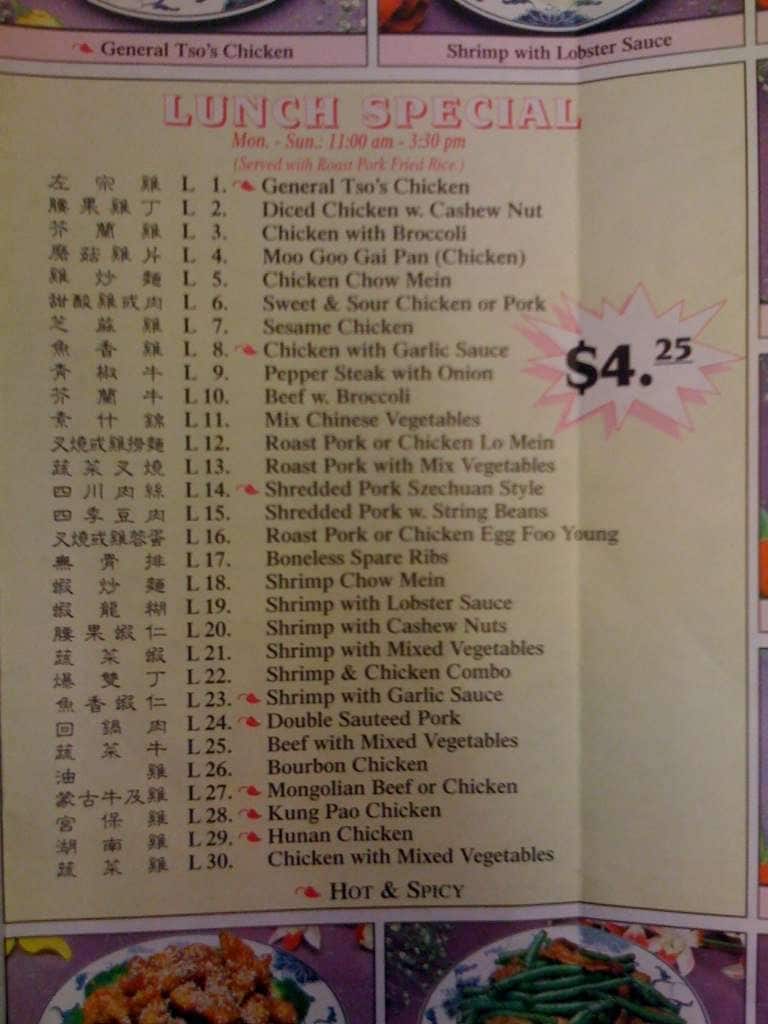 General Tso's Chicken
Shrimp with Lobster Sauce
LUNCH SPECIAL
Mon. - Sun.: 11:00 am - 3:30 pm
(Served with Roast Pork Fried Rice.)
左宗雞 L 1. General Tso's Chicken
腰果雞丁 L 2. Diced Chicken w. Cashew Nut
芥蘭雞 L 3. Chicken with Broccoli
蘑菇雞片 L 4. Moo Goo Gai Pan (Chicken)
雞炒麵 L 5. Chicken Chow Mein
甜酸雞或肉 L 6. Sweet & Sour Chicken or Pork
芝蔴雞 L 7. Sesame Chicken
魚香雞 L 8. Chicken with Garlic Sauce
$4.25
青椒牛 L 9. Pepper Steak with Onion
芥蘭牛 L 10. Beef w. Broccoli
素什錦 L 11. Mix Chinese Vegetables
叉燒或雞撈麵 L 12. Roast Pork or Chicken Lo Mein
蔬菜叉燒 L 13. Roast Pork with Mix Vegetables
四川肉絲 L 14. Shredded Pork Szechuan Style
四季豆肉 L 15. Shredded Pork w. String Beans
叉燒或雞蓉蛋 L 16. Roast Pork or Chicken Egg Foo Young
無骨排 L 17. Boneless Spare Ribs
蝦炒麵 L 18. Shrimp Chow Mein
蝦龍糊 L 19. Shrimp with Lobster Sauce
腰果蝦仁 L 20. Shrimp with Cashew Nuts
蔬菜蝦 L 21. Shrimp with Mixed Vegetables
爆雙丁 L 22. Shrimp & Chicken Combo
魚香蝦仁 L 23. Shrimp with Garlic Sauce
回鍋肉 L 24. Double Sauteed Pork
蔬菜牛 L 25. Beef with Mixed Vegetables
油雞 L 26. Bourbon Chicken
蒙古牛及雞 L 27. Mongolian Beef or Chicken
宮保雞 L 28. Kung Pao Chicken
湖南雞 L 29. Hunan Chicken
蔬菜雞 L 30. Chicken with Mixed Vegetables
HOT & SPICY